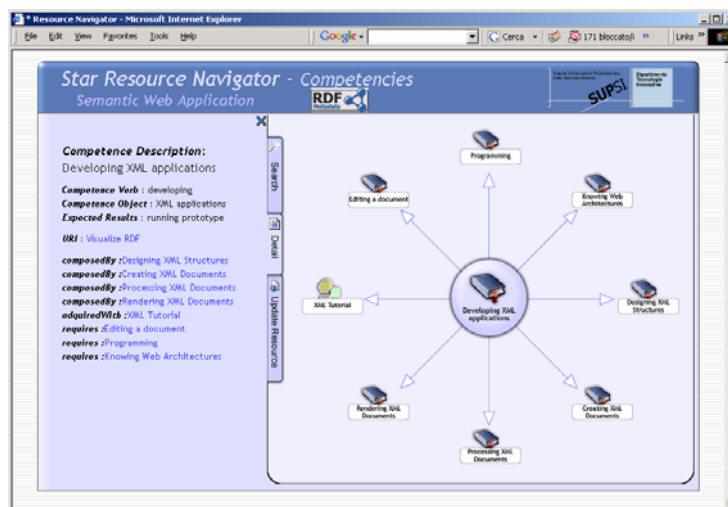 * Resource Navigator - Microsoft Internet Explorer
File Edit View Favorites Tools Help
Google
Cerca
171 bloccato/i
»
Links »
Star Resource Navigator - Competencies
Semantic Web Application
RDF
Metadata
SUPSI
Dipartimento
Tecnologie
Innovative
Competence Description:
Developing XML applications
Competence Verb : developing
Competence Object : XML applications
Expected Results : running prototype
URI : Visualize RDF
composedBy :Designing XML Structures
composedBy :Creating XML Documents
composedBy :Processing XML Documents
composedBy :Rendering XML Documents
adquiredWith :XML Tutorial
requires :Editing a document
requires :Programming
requires :Knowing Web Architectures
Search
Detail
Update Resource
Programming
Editing a document
Knowing Web
Architectures
XML Tutorial
Developing XML
applications
Designing XML
Structures
Rendering XML
Documents
Creating XML
Documents
Processing XML
Documents